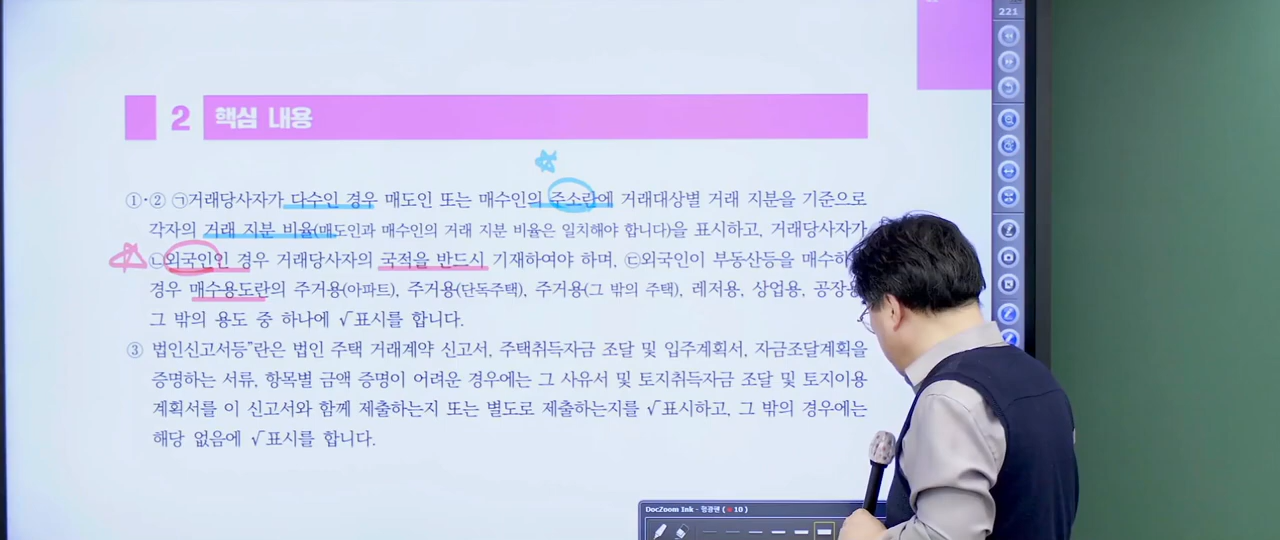 221
2 핵심 내용
①·② ㉠거래당사자가 다수인 경우 매도인 또는 매수인의 주소란에 거래대상별 거래 지분을 기준으로
각자의 거래 지분 비율(매도인과 매수인의 거래 지분 비율은 일치해야 합니다)을 표시하고, 거래당사자가
㉡외국인인 경우 거래당사자의 국적을 반드시 기재하여야 하며, ㉢외국인이 부동산등을 매수하
경우 매수용도란의 주거용(아파트), 주거용(단독주택), 주거용(그 밖의 주택), 레저용, 상업용, 공장용
그 밖의 용도 중 하나에 √표시를 합니다.
③ 법인신고서등"란은 법인 주택 거래계약 신고서, 주택취득자금 조달 및 입주계획서, 자금조달계획을
증명하는 서류, 항목별 금액 증명이 어려운 경우에는 그 사유서 및 토지취득자금 조달 및 토지이용
계획서를 이 신고서와 함께 제출하는지 또는 별도로 제출하는지를 √표시하고, 그 밖의 경우에는
해당 없음에 √표시를 합니다.
DocZoom Ink - 형광펜 ( 10 )